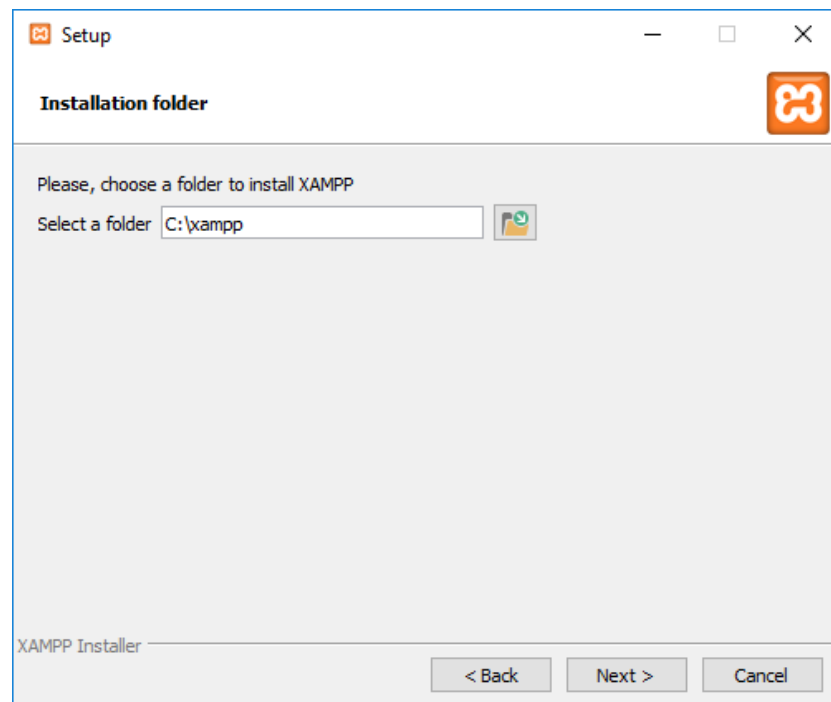 Setup
Installation folder
Please, choose a folder to install XAMPP
Select a folder C:\xampp
XAMPP Installer
< Back Next > Cancel